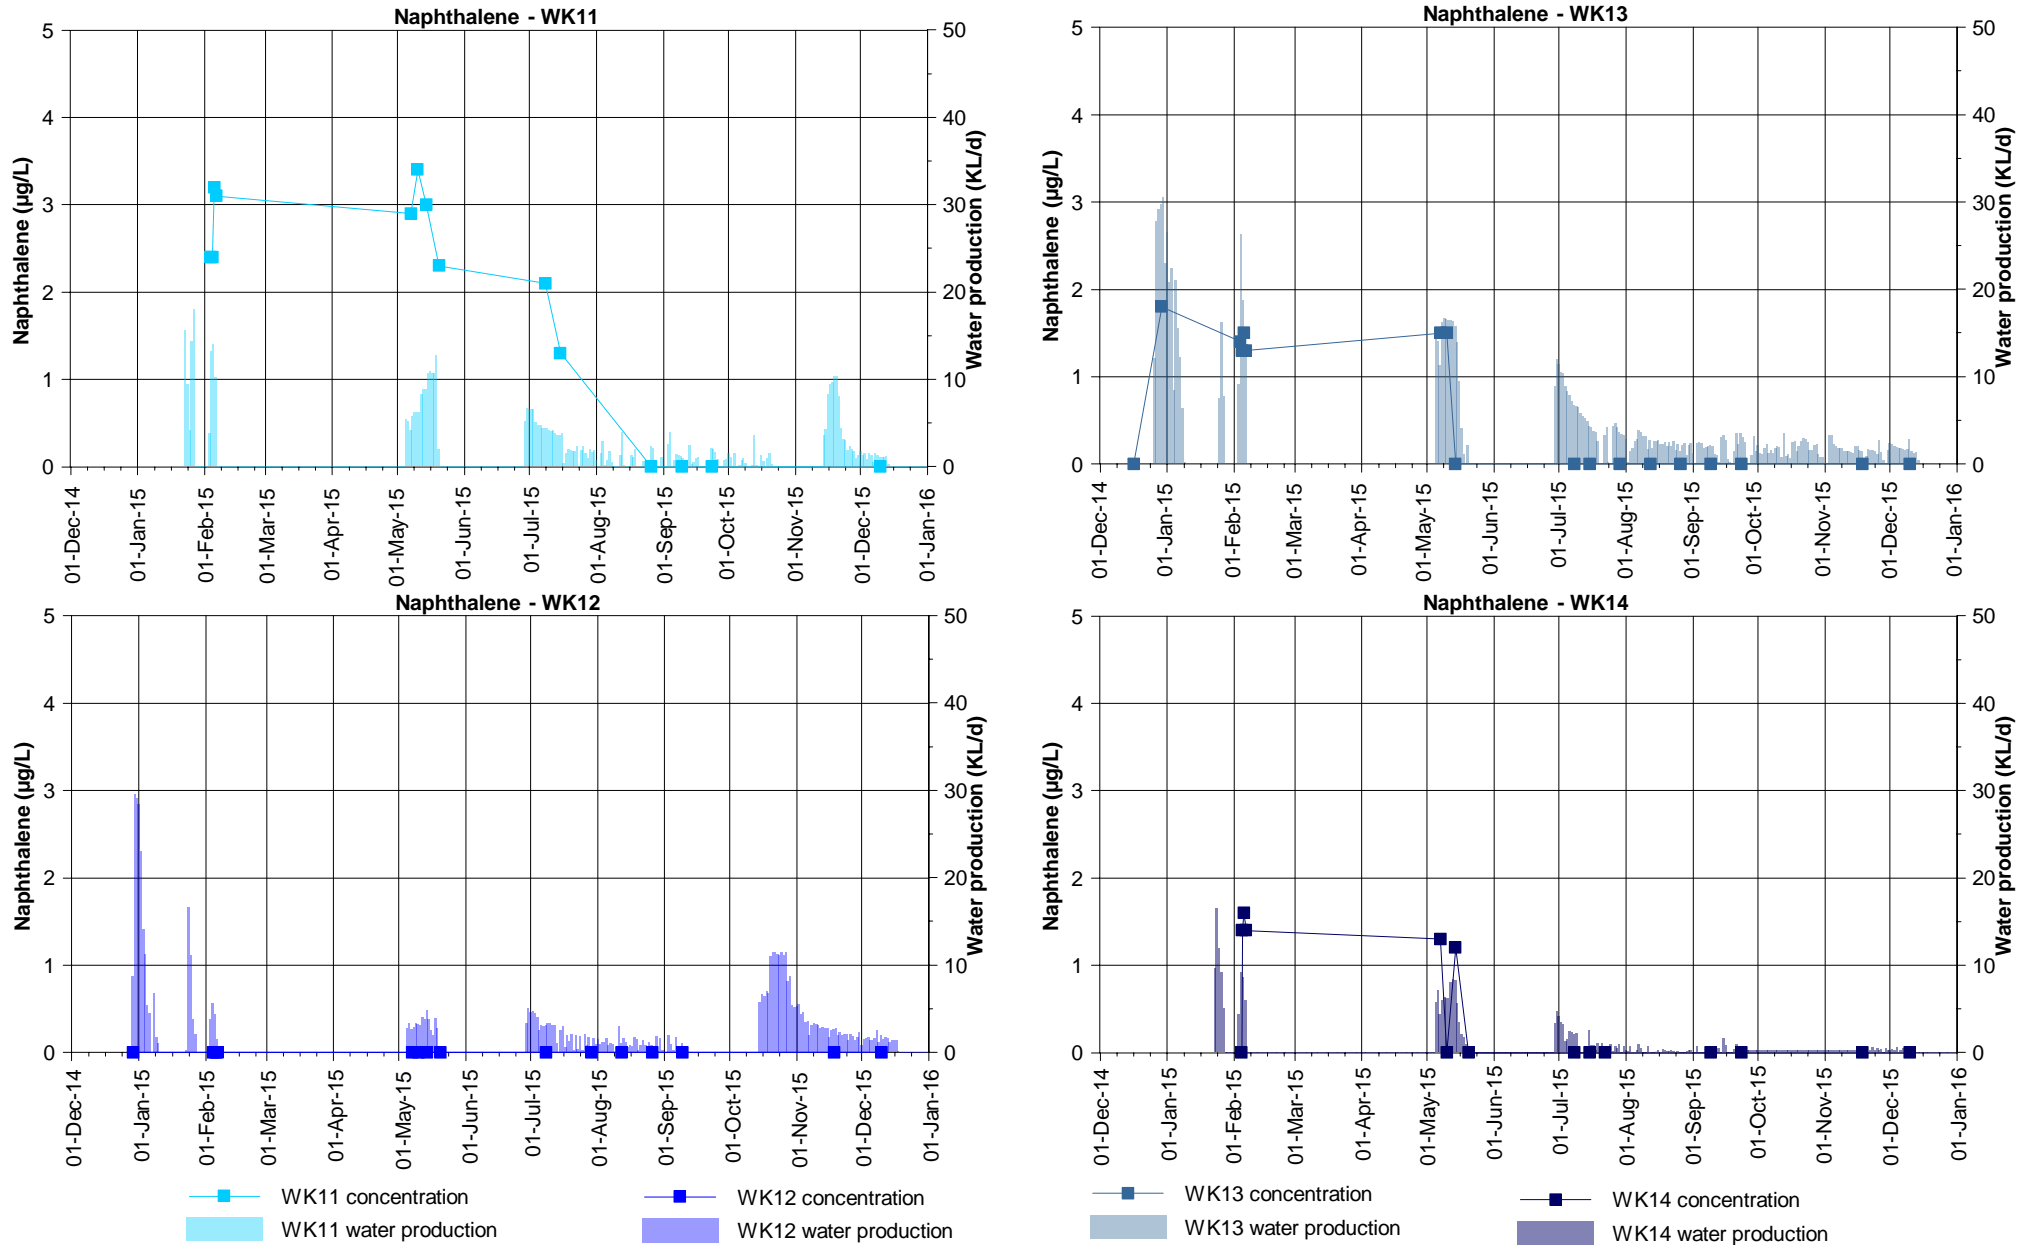 Naphthalene - WK11
Naphthalene (µg/L)
5
4
3
2
1
0
Water production (KL/d)
50
40
30
20
10
0
01-Dec-14
01-Jan-15
01-Feb-15
01-Mar-15
01-Apr-15
01-May-15
01-Jun-15
01-Jul-15
01-Aug-15
01-Sep-15
01-Oct-15
01-Nov-15
01-Dec-15
01-Jan-16
Naphthalene - WK13
Naphthalene (µg/L)
5
4
3
2
1
0
Water production (KL/d)
50
40
30
20
10
0
01-Dec-14
01-Jan-15
01-Feb-15
01-Mar-15
01-Apr-15
01-May-15
01-Jun-15
01-Jul-15
01-Aug-15
01-Sep-15
01-Oct-15
01-Nov-15
01-Dec-15
01-Jan-16
Naphthalene - WK12
Naphthalene (µg/L)
5
4
3
2
1
0
Water production (KL/d)
50
40
30
20
10
0
01-Dec-14
01-Jan-15
01-Feb-15
01-Mar-15
01-Apr-15
01-May-15
01-Jun-15
01-Jul-15
01-Aug-15
01-Sep-15
01-Oct-15
01-Nov-15
01-Dec-15
01-Jan-16
Naphthalene - WK14
Naphthalene (µg/L)
5
4
3
2
1
0
Water production (KL/d)
50
40
30
20
10
0
01-Dec-14
01-Jan-15
01-Feb-15
01-Mar-15
01-Apr-15
01-May-15
01-Jun-15
01-Jul-15
01-Aug-15
01-Sep-15
01-Oct-15
01-Nov-15
01-Dec-15
01-Jan-16
WK11 concentration
WK11 water production
WK12 concentration
WK12 water production
WK13 concentration
WK13 water production
WK14 concentration
WK14 water production